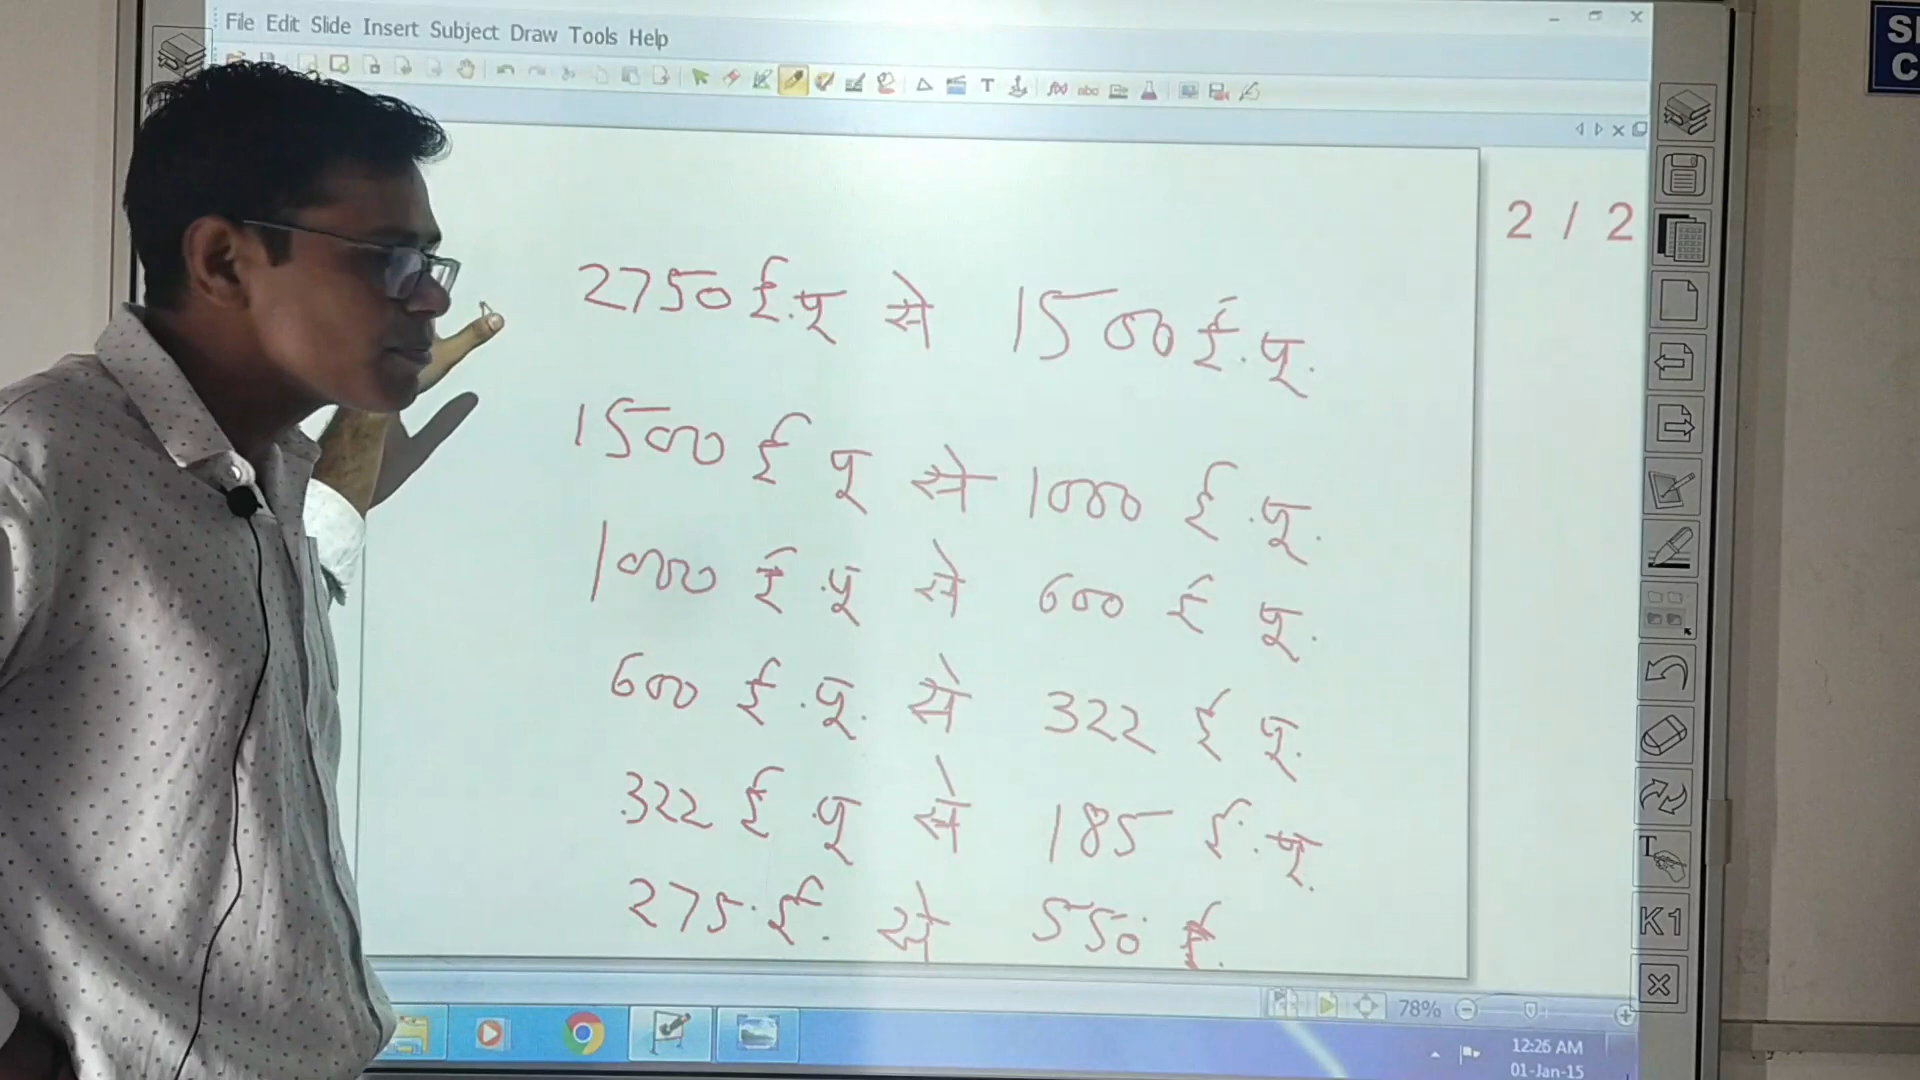 File Edit Slide Insert Subject Draw Tools Help
2 / 2
2750 ई.पू से 1500 ई.पू.
1500 ई पू से 1000 ई.पू.
1000 ई.पू से 600 ई पू.
600 ई.पू. से 322 ई पू.
322 ई.पू से 185 ई.पू.
275 ई. से 550 ई.
K1
78%
12:26 AM
01-Jan-15